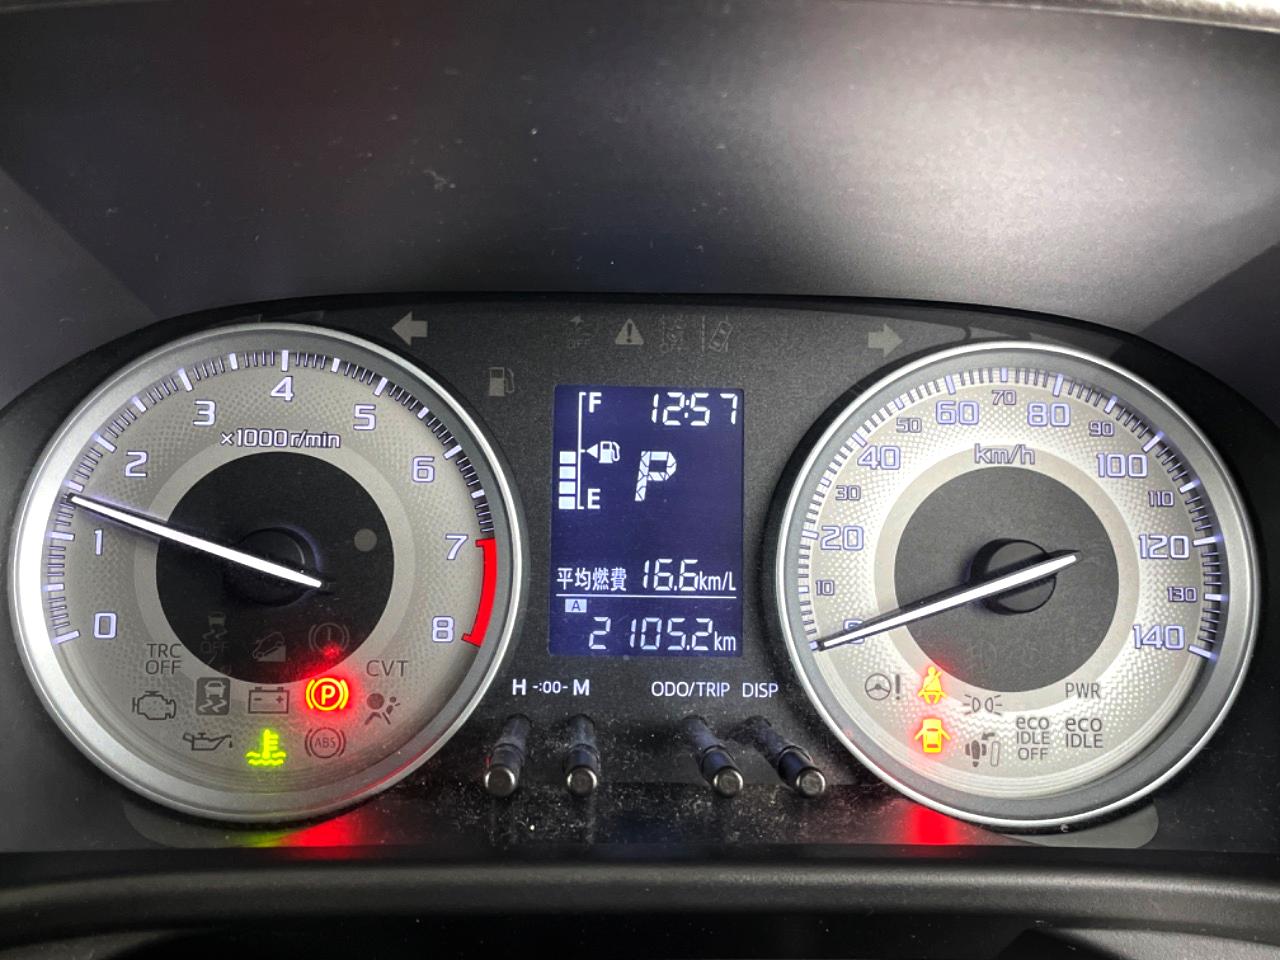 F 12:57
P
E
平均燃費 16.6km/L
A
2105.2km
0 1 2 3 4 5 6 7 8
×1000r/min
TRC
OFF
CVT
P
ABS
H -:00- M
ODO/TRIP DISP
10 20 30 40 50 60 70 80 90 100 110 120 130 140
km/h
PWR
eco
IDLE
OFF
eco
IDLE